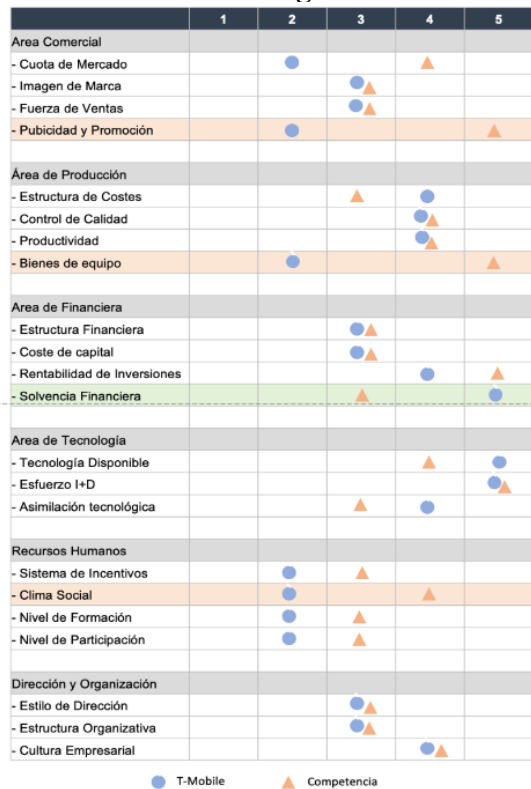 1 2 3 4 5
Area Comercial
- Cuota de Mercado
- Imagen de Marca
- Fuerza de Ventas
- Pubicidad y Promoción
Área de Producción
- Estructura de Costes
- Control de Calidad
- Productividad
- Bienes de equipo
Area de Financiera
- Estructura Financiera
- Coste de capital
- Rentabilidad de Inversiones
- Solvencia Financiera
Area de Tecnología
- Tecnología Disponible
- Esfuerzo I+D
- Asimilación tecnológica
Recursos Humanos
- Sistema de Incentivos
- Clima Social
- Nivel de Formación
- Nivel de Participación
Dirección y Organización
- Estilo de Dirección
- Estructura Organizativa
- Cultura Empresarial
T-Mobile Competencia